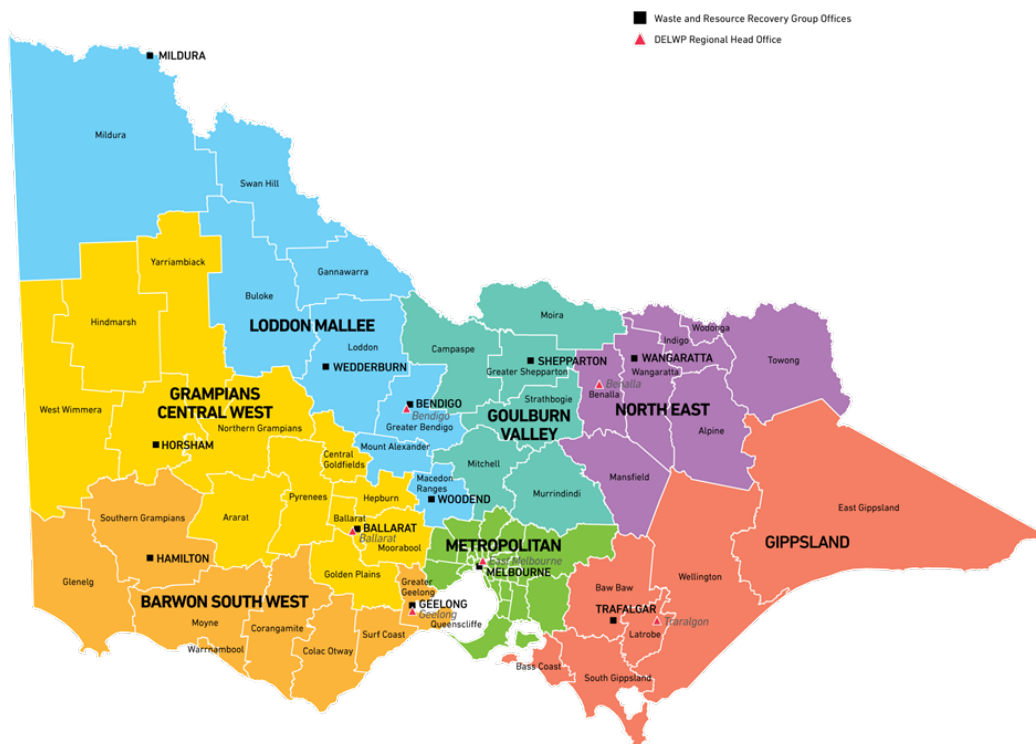 Waste and Resource Recovery Group Offices
DELWP Regional Head Office
MILDURA
Mildura
Swan Hill
Yarriambiack
Gannawarra
Buloke
Hindmarsh
LODDON MALLEE
Loddon
WEDDERBURN
Campaspe
Moira
SHEPPARTON
Greater Shepparton
Wodonga
Indigo
WANGARATTA
Wangaratta
Towong
Benalla
Benalla
Strathbogie
GRAMPIANS
CENTRAL WEST
West Wimmera
Northern Grampians
HORSHAM
BENDIGO
Bendigo
Greater Bendigo
GOULBURN
VALLEY
NORTH EAST
Alpine
Mount Alexander
Central
Goldfields
Mitchell
Mansfield
Macedon
Ranges
WOODEND
Murrindindi
Hepburn
Pyrenees
Ararat
Southern Grampians
Ballarat
BALLARAT
Ballarat
Moorabool
East Gippsland
METROPOLITAN
East Melbourne
MELBOURNE
GIPPSLAND
HAMILTON
Glenelg
Golden Plains
Greater
Geelong
Baw Baw
Wellington
BARWON SOUTH WEST
GEELONG
Geelong
Queenscliffe
TRAFALGAR
Traralgon
Latrobe
Moyne
Corangamite
Surf Coast
Warrnambool
Colac Otway
Bass Coast
South Gippsland